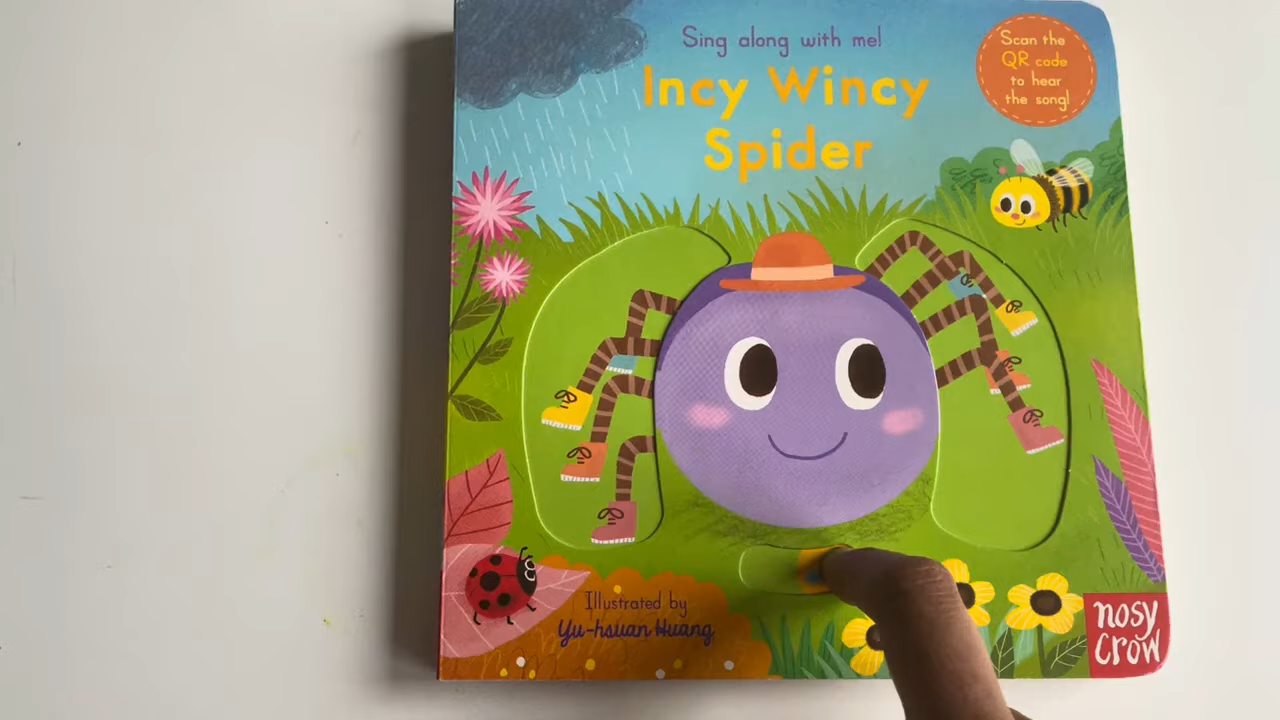 Sing along with me!
Incy Wincy
Spider
Scan the
QR code
to hear
the song!
Illustrated by
Yu-hsuan Huang
nosy
crow